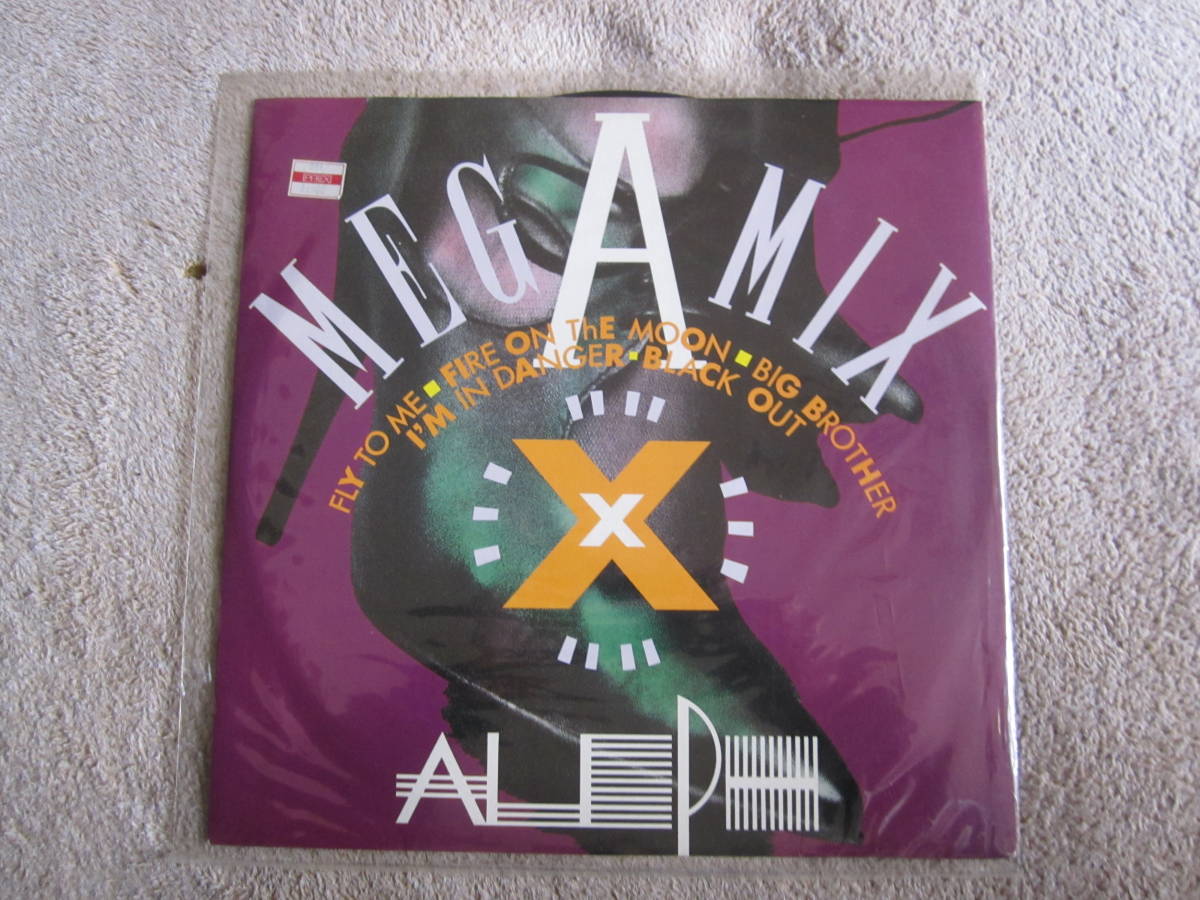 MEGAMIX
FLY TO ME ▪ FIRE ON ThE MOON ▪ BIG BROTHER
I'M IN DANGER ▪ BLACK OUT
X
X
ALEPH